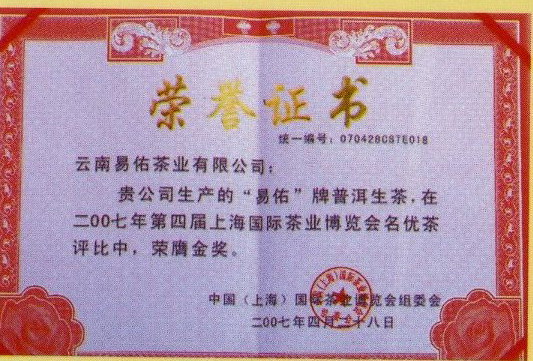 荣誉证书
统一编号：070428CSTE018
云南易佑茶业有限公司：
贵公司生产的“易佑”牌普洱生茶，在
二00七年第四届上海国际茶业博览会名优茶
评比中，荣膺金奖。
中国（上海）国际茶业博览会组委会
二00七年四月二十八日